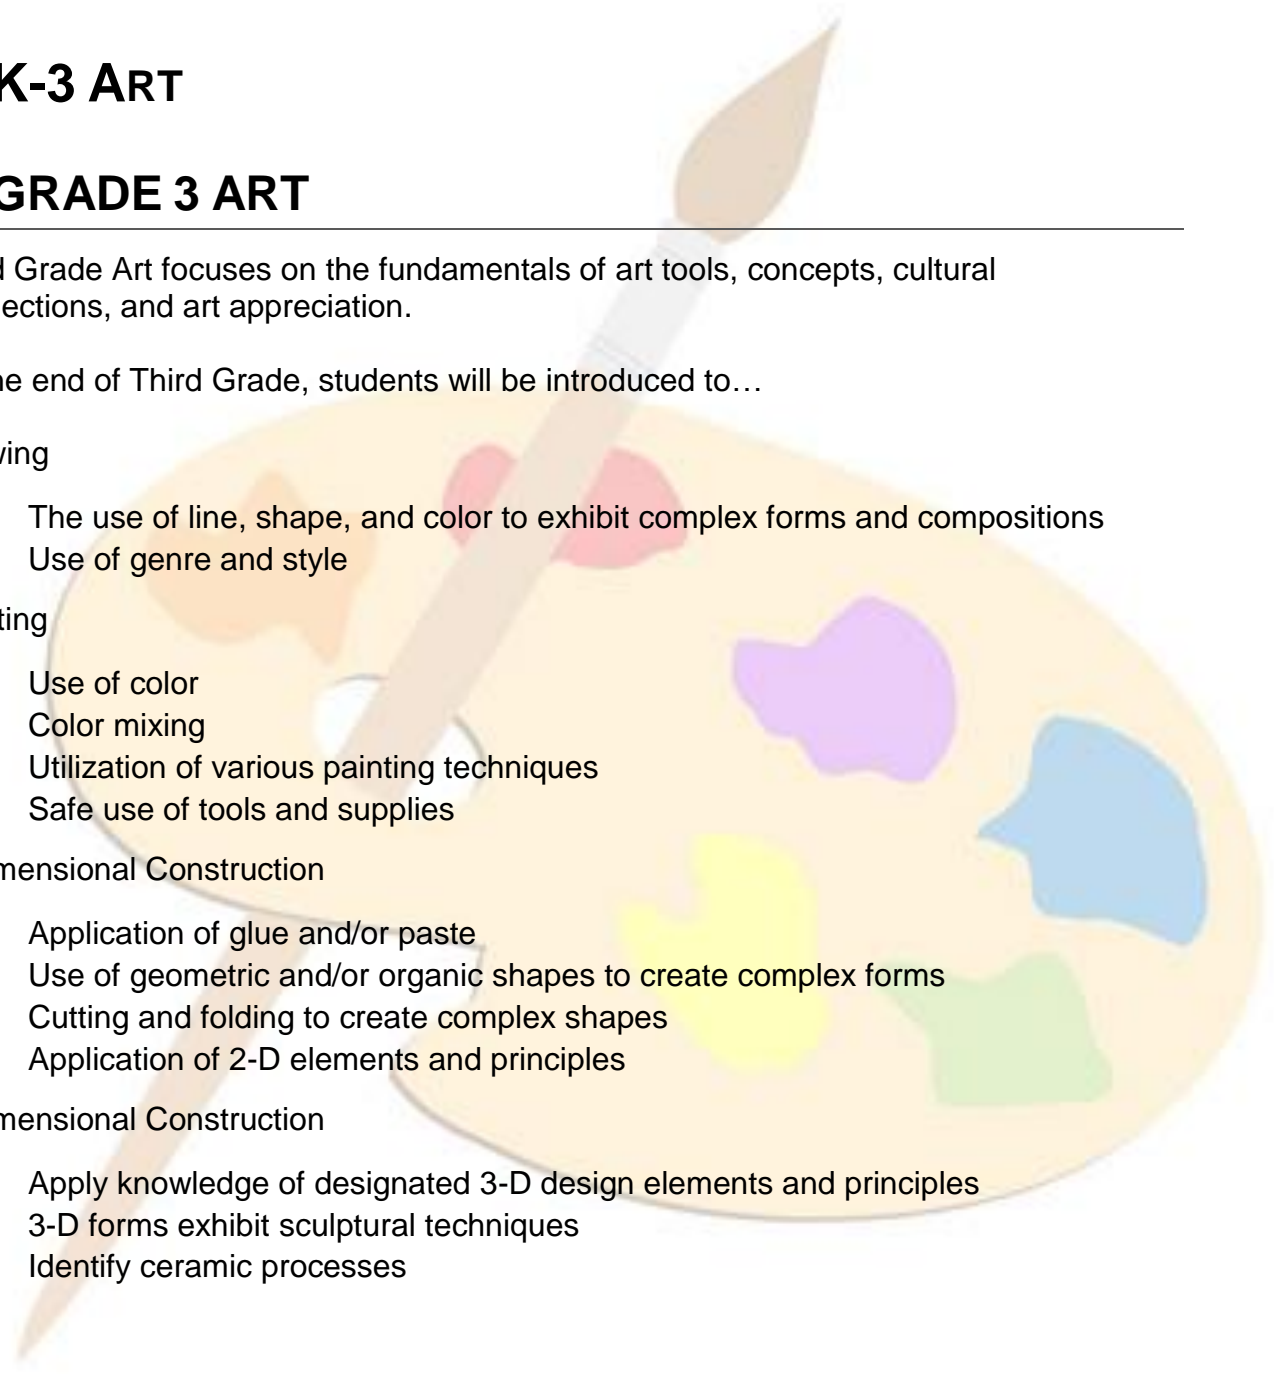 K-3 ART
GRADE 3 ART
d Grade Art focuses on the fundamentals of art tools, concepts, cultural
ections, and art appreciation.
he end of Third Grade, students will be introduced to…
wing
The use of line, shape, and color to exhibit complex forms and compositions
Use of genre and style
ting
Use of color
Color mixing
Utilization of various painting techniques
Safe use of tools and supplies
mensional Construction
Application of glue and/or paste
Use of geometric and/or organic shapes to create complex forms
Cutting and folding to create complex shapes
Application of 2-D elements and principles
mensional Construction
Apply knowledge of designated 3-D design elements and principles
3-D forms exhibit sculptural techniques
Identify ceramic processes